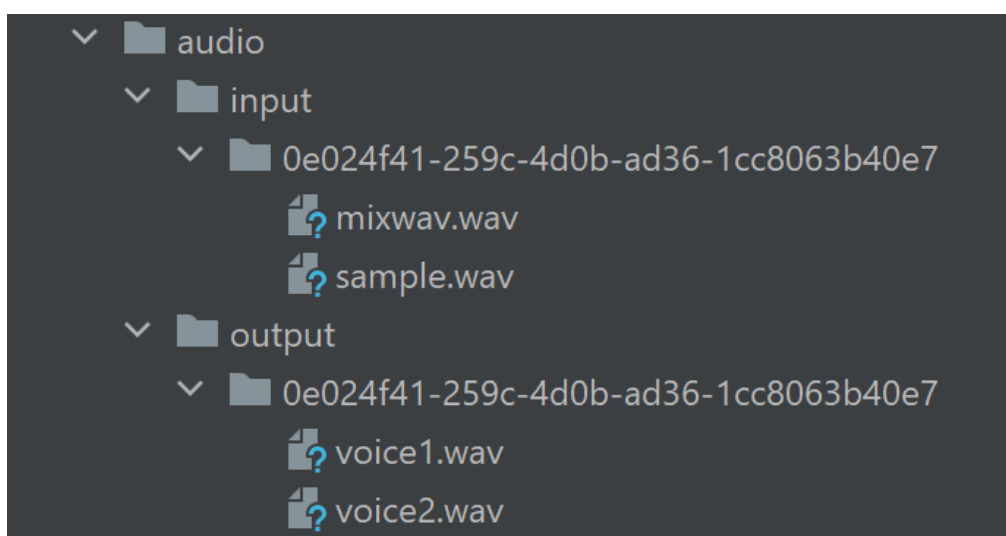 audio
input
0e024f41-259c-4d0b-ad36-1cc8063b40e7
mixwav.wav
sample.wav
output
0e024f41-259c-4d0b-ad36-1cc8063b40e7
voice1.wav
voice2.wav